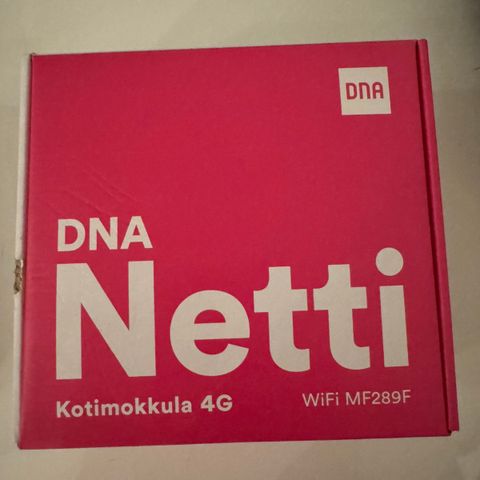 DNA
DNA
Netti
Kotimokkula 4G
WiFi MF289F